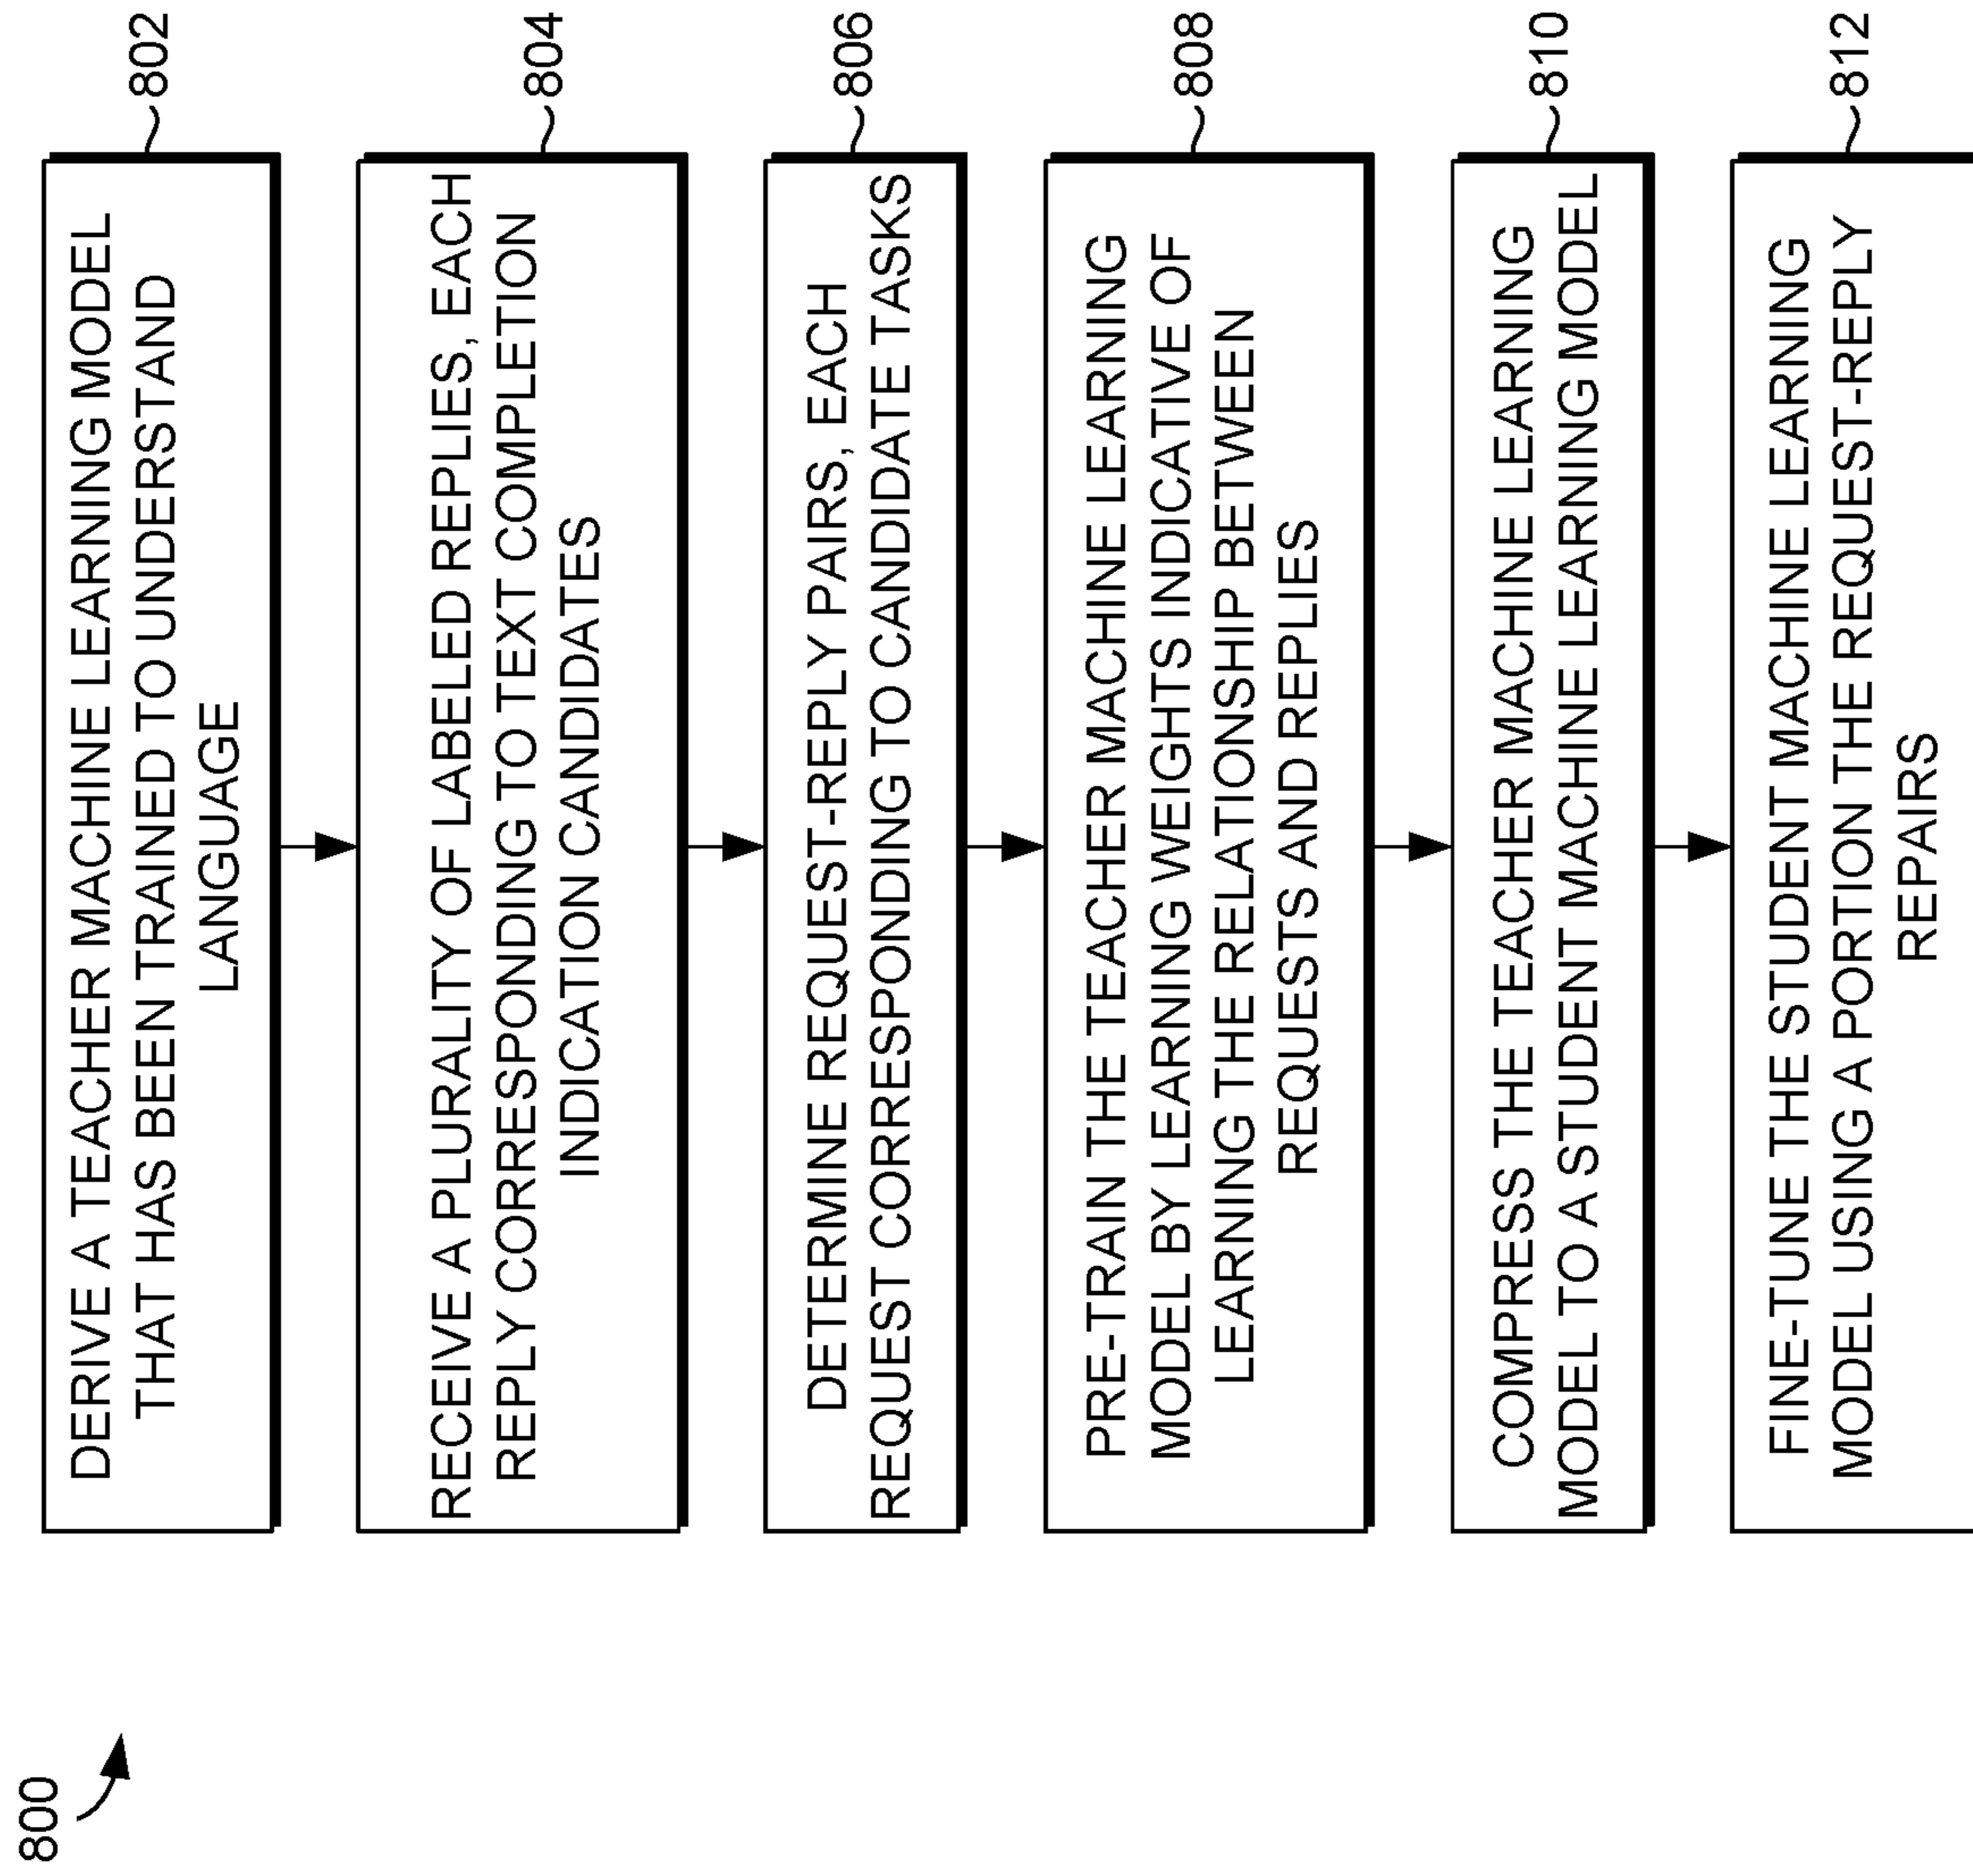 800
DERIVE A TEACHER MACHINE LEARNING MODEL
THAT HAS BEEN TRAINED TO UNDERSTAND
LANGUAGE
802
RECEIVE A PLURALITY OF LABELED REPLIES, EACH
REPLY CORRESPONDING TO TEXT COMPLETION
INDICATION CANDIDATES
804
DETERMINE REQUEST-REPLY PAIRS, EACH
REQUEST CORRESPONDING TO CANDIDATE TASKS
806
PRE-TRAIN THE TEACHER MACHINE LEARNING
MODEL BY LEARNING WEIGHTS INDICATIVE OF
LEARNING THE RELATIONSHIP BETWEEN
REQUESTS AND REPLIES
808
COMPRESS THE TEACHER MACHINE LEARNING
MODEL TO A STUDENT MACHINE LEARNING MODEL
810
FINE-TUNE THE STUDENT MACHINE LEARNING
MODEL USING A PORTION THE REQUEST-REPLY
REPAIRS
812